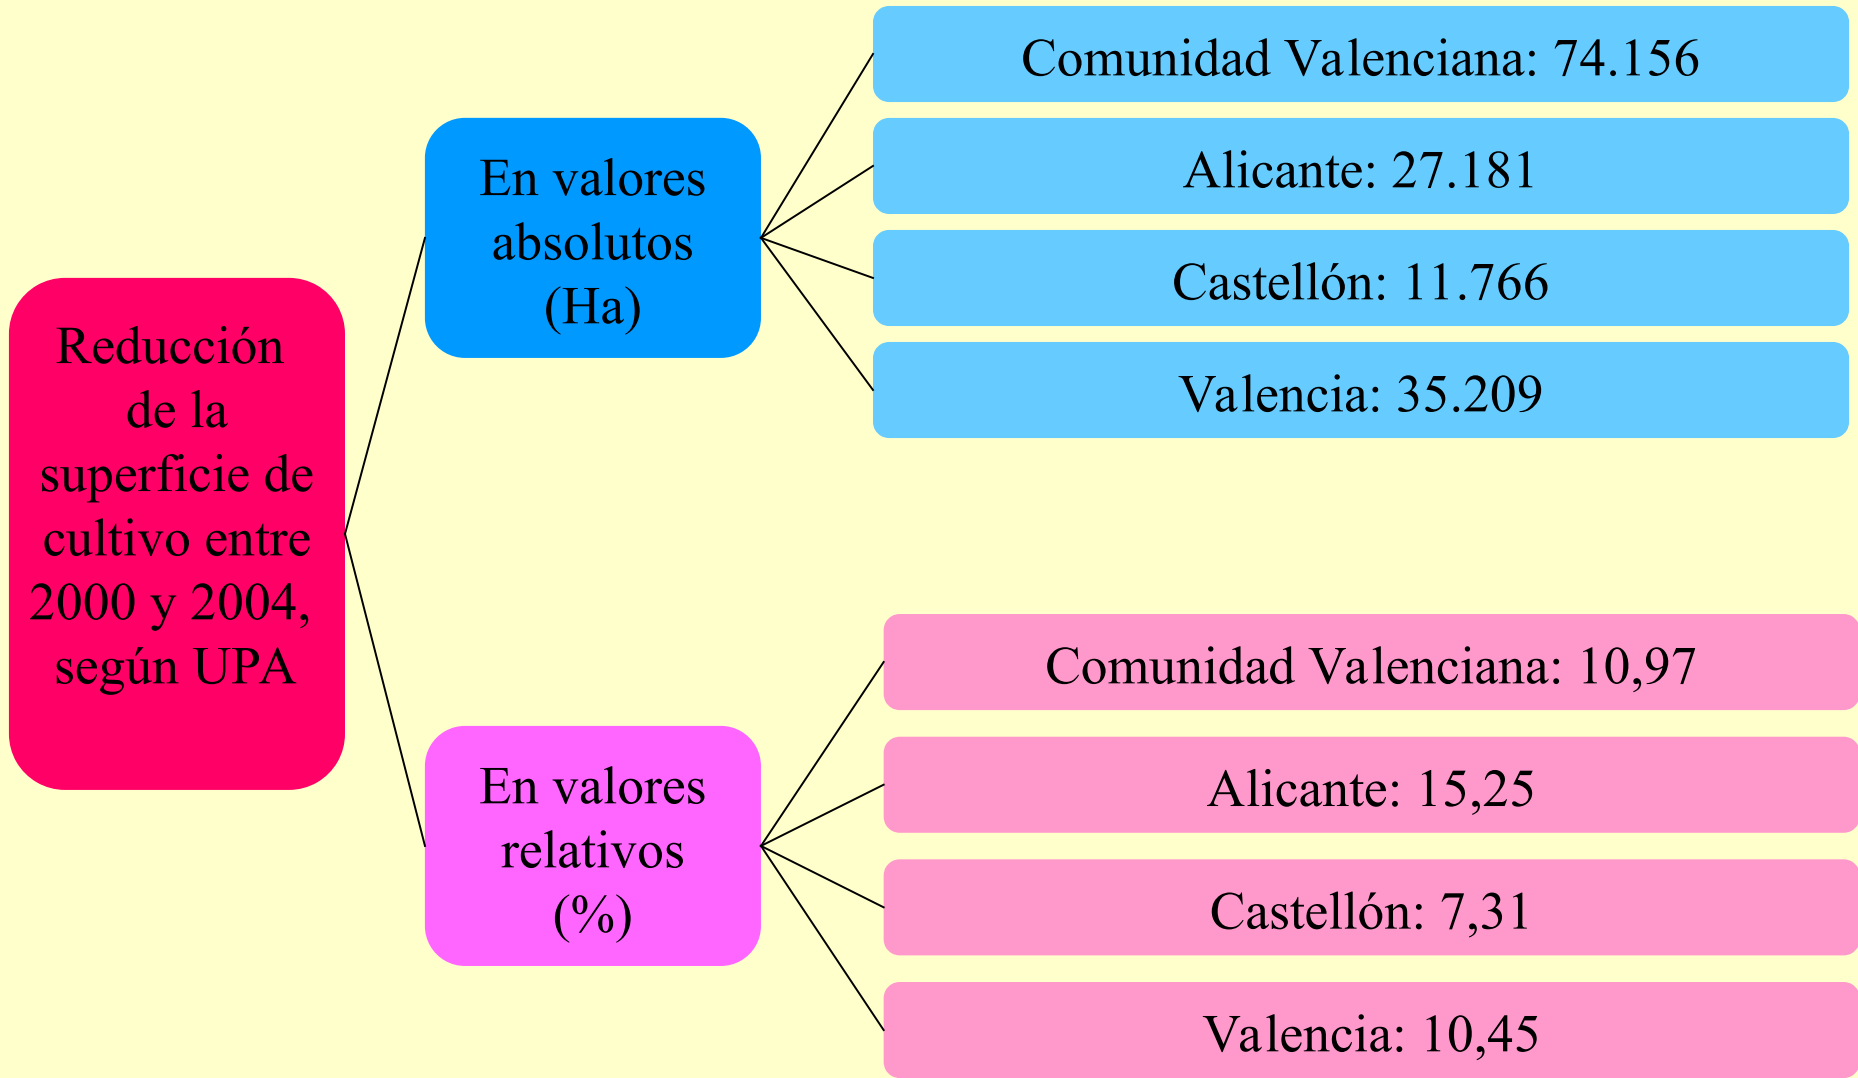 Reducción
de la
superficie de
cultivo entre
2000 y 2004,
según UPA
En valores
absolutos
(Ha)
Comunidad Valenciana: 74.156
Alicante: 27.181
Castellón: 11.766
Valencia: 35.209
En valores
relativos
(%)
Comunidad Valenciana: 10,97
Alicante: 15,25
Castellón: 7,31
Valencia: 10,45